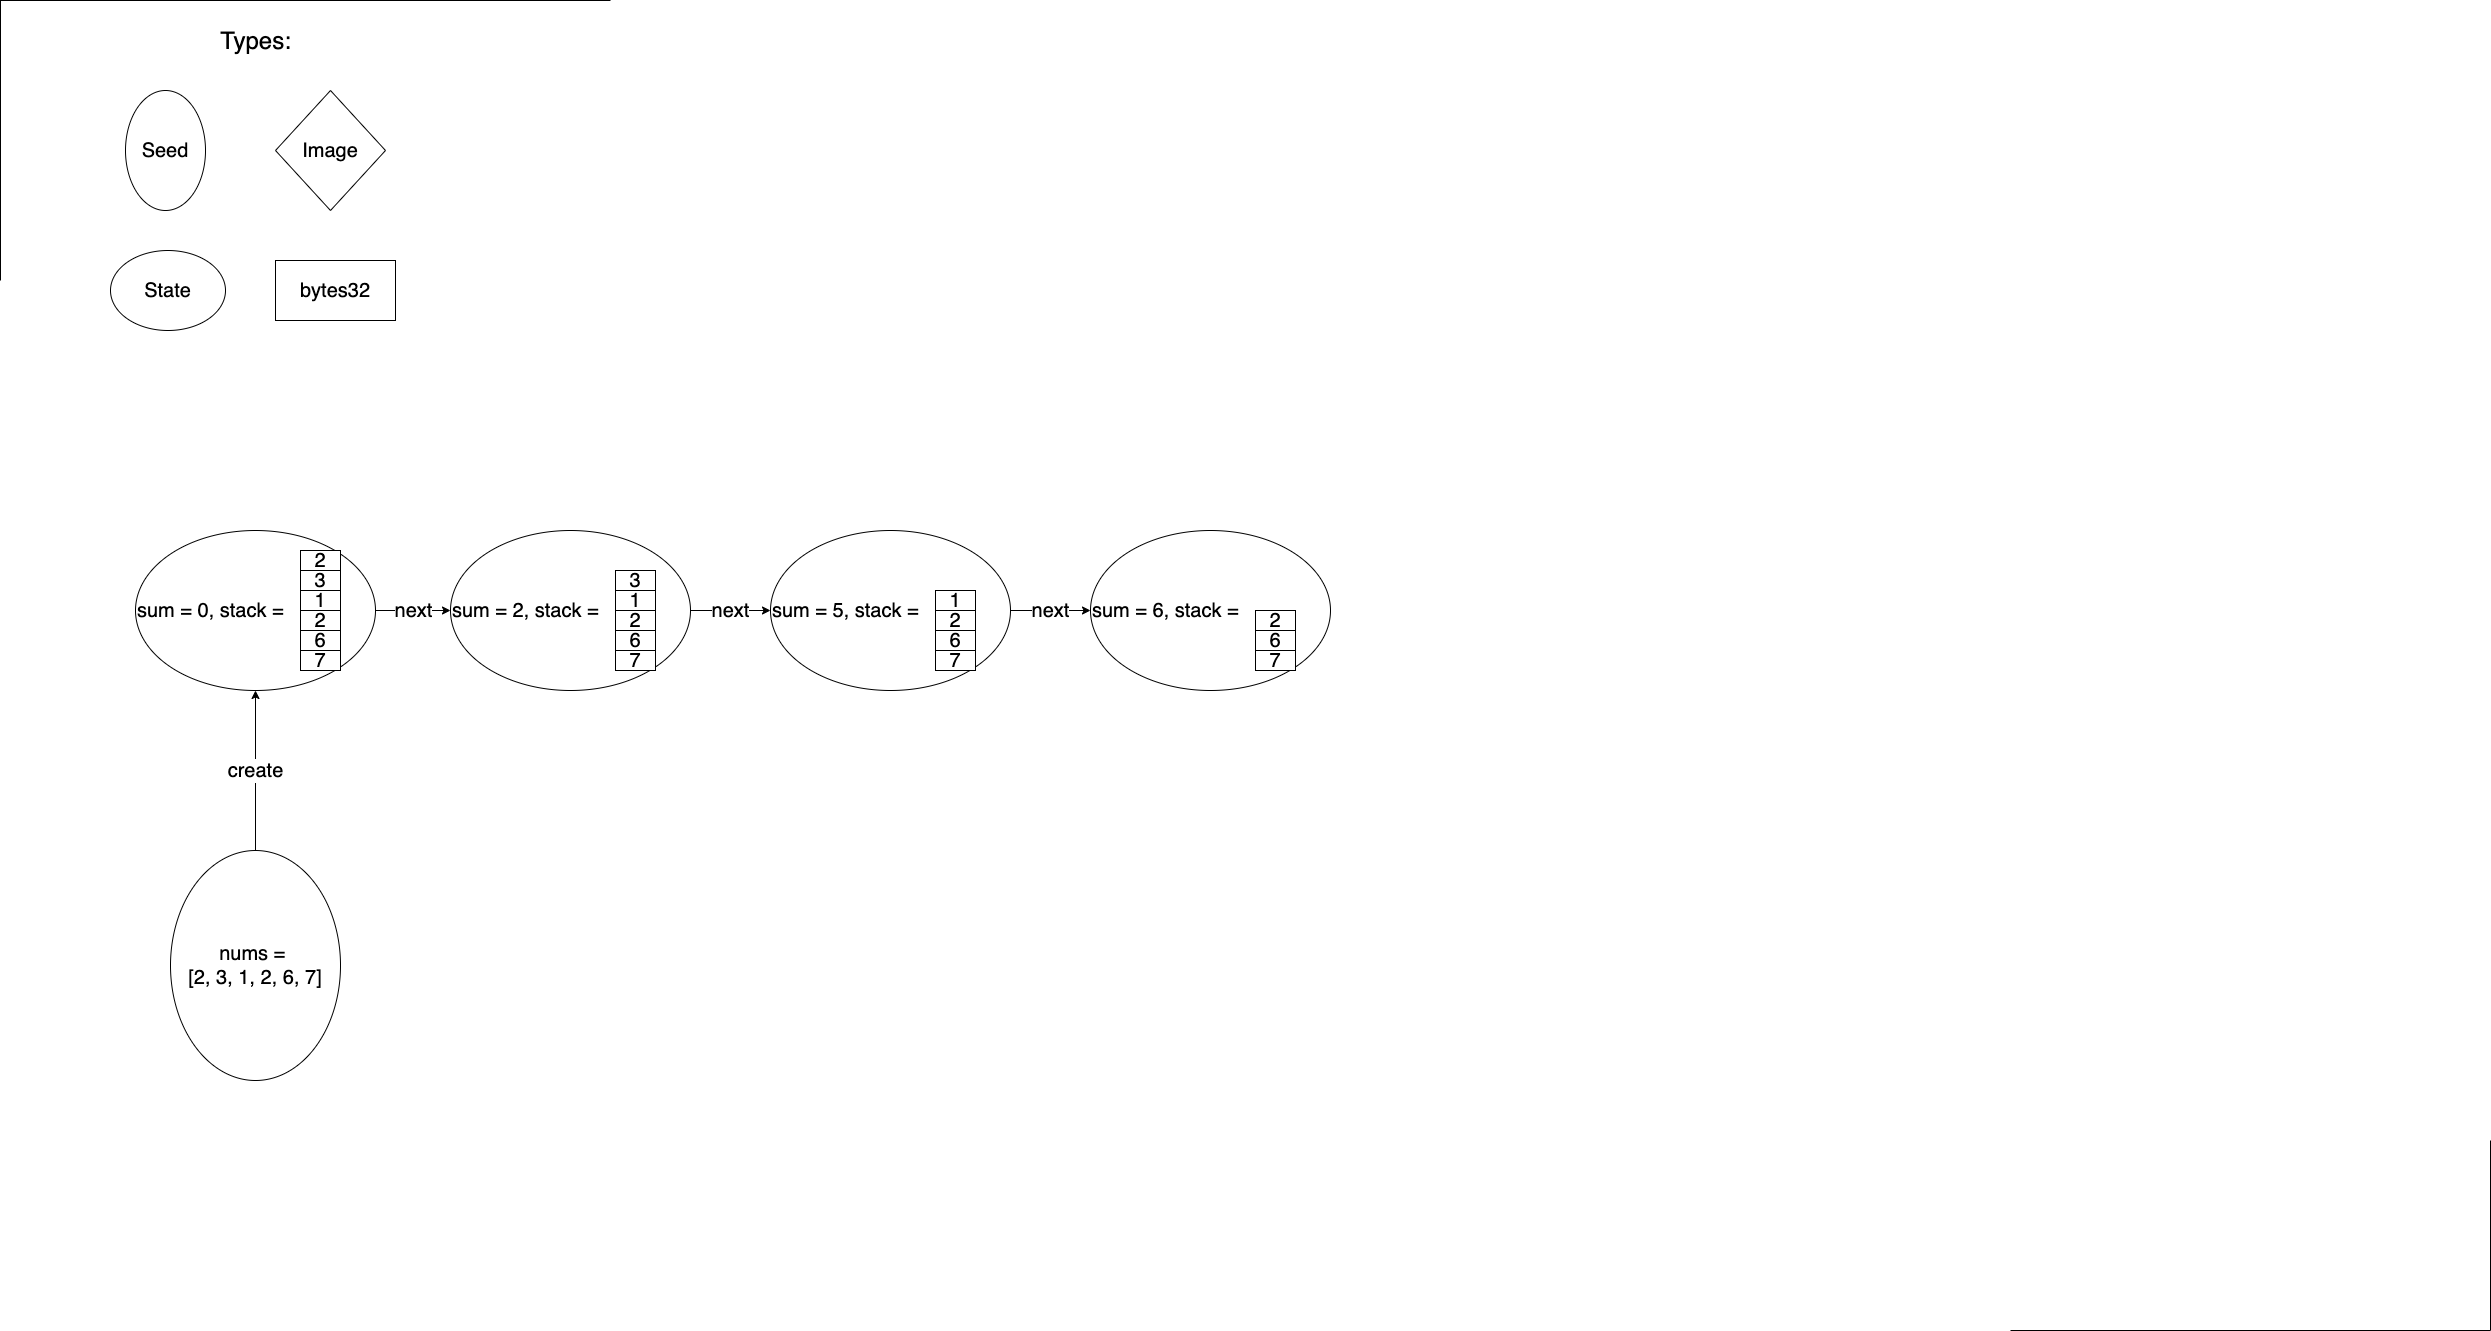 Types:
Seed
Image
State
bytes32
sum = 0, stack =
2
3
1
2
6
7
next
sum = 2, stack =
3
1
2
6
7
next
sum = 5, stack =
1
2
6
7
next
sum = 6, stack =
2
6
7
create
nums =
[2, 3, 1, 2, 6, 7]